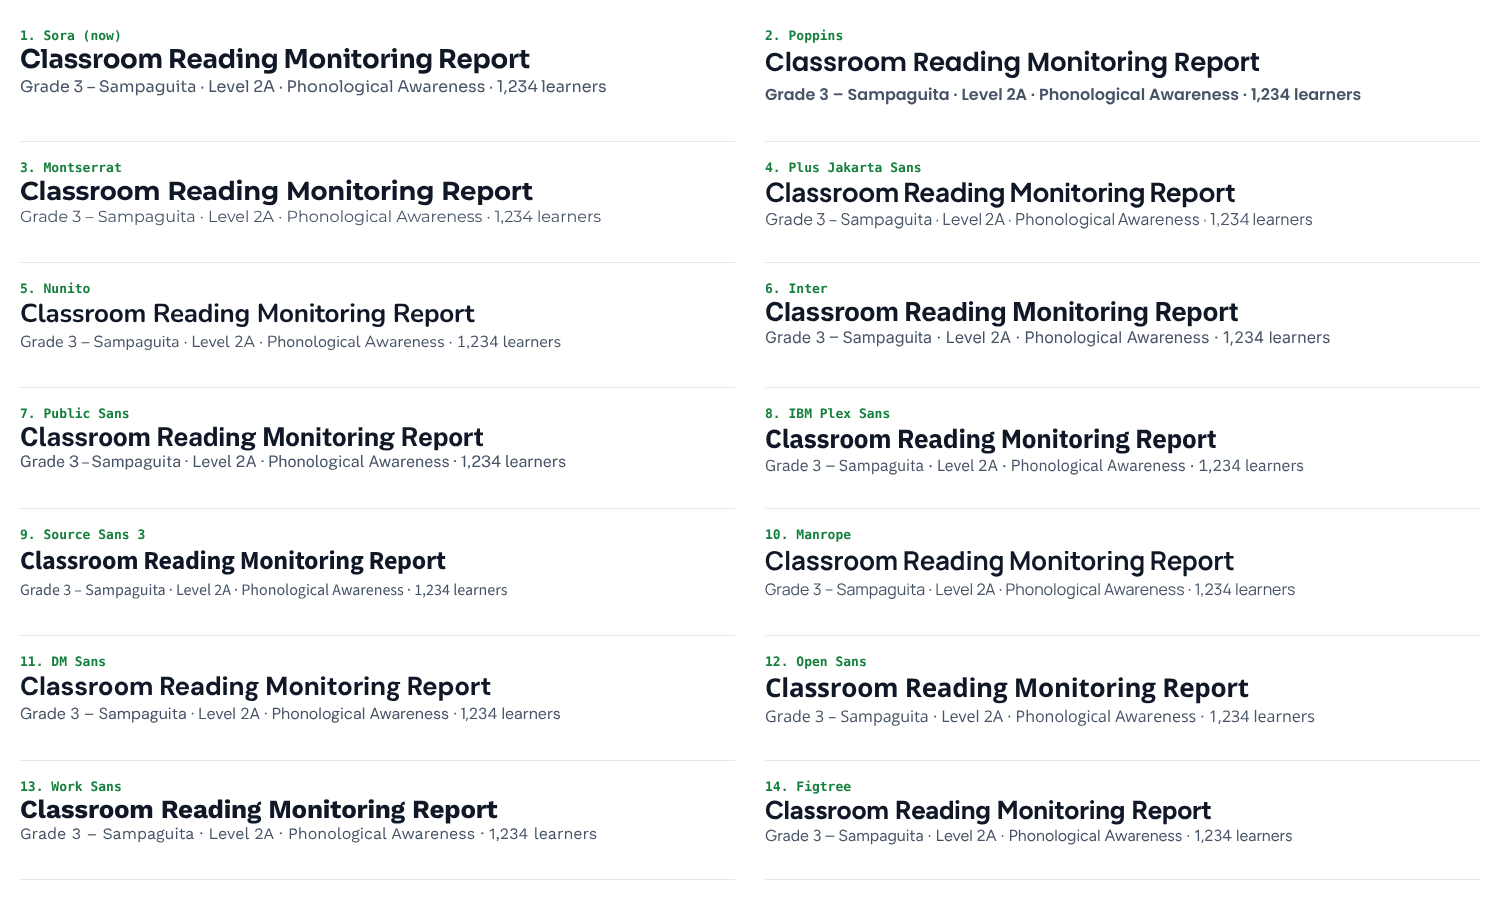 1. Sora (now)
Classroom Reading Monitoring Report
Grade 3 – Sampaguita · Level 2A · Phonological Awareness · 1,234 learners
2. Poppins
Classroom Reading Monitoring Report
Grade 3 – Sampaguita · Level 2A · Phonological Awareness · 1,234 learners
3. Montserrat
Classroom Reading Monitoring Report
Grade 3 – Sampaguita · Level 2A · Phonological Awareness · 1,234 learners
4. Plus Jakarta Sans
Classroom Reading Monitoring Report
Grade 3 – Sampaguita · Level 2A · Phonological Awareness · 1,234 learners
5. Nunito
Classroom Reading Monitoring Report
Grade 3 – Sampaguita · Level 2A · Phonological Awareness · 1,234 learners
6. Inter
Classroom Reading Monitoring Report
Grade 3 – Sampaguita · Level 2A · Phonological Awareness · 1,234 learners
7. Public Sans
Classroom Reading Monitoring Report
Grade 3 – Sampaguita · Level 2A · Phonological Awareness · 1,234 learners
8. IBM Plex Sans
Classroom Reading Monitoring Report
Grade 3 – Sampaguita · Level 2A · Phonological Awareness · 1,234 learners
9. Source Sans 3
Classroom Reading Monitoring Report
Grade 3 – Sampaguita · Level 2A · Phonological Awareness · 1,234 learners
10. Manrope
Classroom Reading Monitoring Report
Grade 3 – Sampaguita · Level 2A · Phonological Awareness · 1,234 learners
11. DM Sans
Classroom Reading Monitoring Report
Grade 3 – Sampaguita · Level 2A · Phonological Awareness · 1,234 learners
12. Open Sans
Classroom Reading Monitoring Report
Grade 3 – Sampaguita · Level 2A · Phonological Awareness · 1,234 learners
13. Work Sans
Classroom Reading Monitoring Report
Grade 3 – Sampaguita · Level 2A · Phonological Awareness · 1,234 learners
14. Figtree
Classroom Reading Monitoring Report
Grade 3 – Sampaguita · Level 2A · Phonological Awareness · 1,234 learners